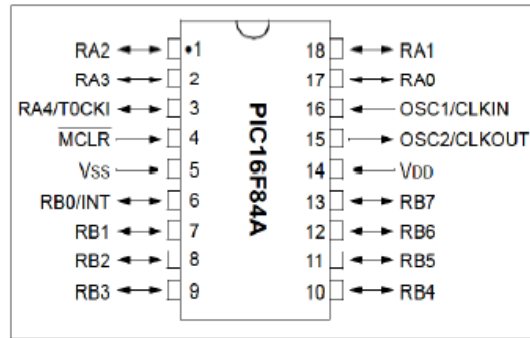 RA2 •1 18 RA1
RA3 2 17 RA0
RA4/T0CKI 3 16 OSC1/CLKIN
MCLR 4 15 OSC2/CLKOUT
VSS 5 14 VDD
RB0/INT 6 13 RB7
RB1 7 12 RB6
RB2 8 11 RB5
RB3 9 10 RB4
PIC16F84A